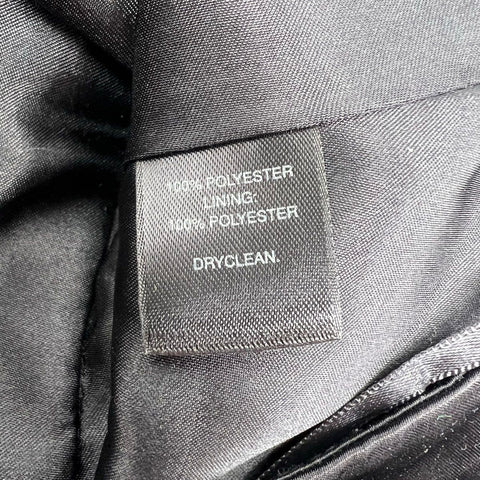 100% POLYESTER
LINING:
100% POLYESTER
DRYCLEAN.